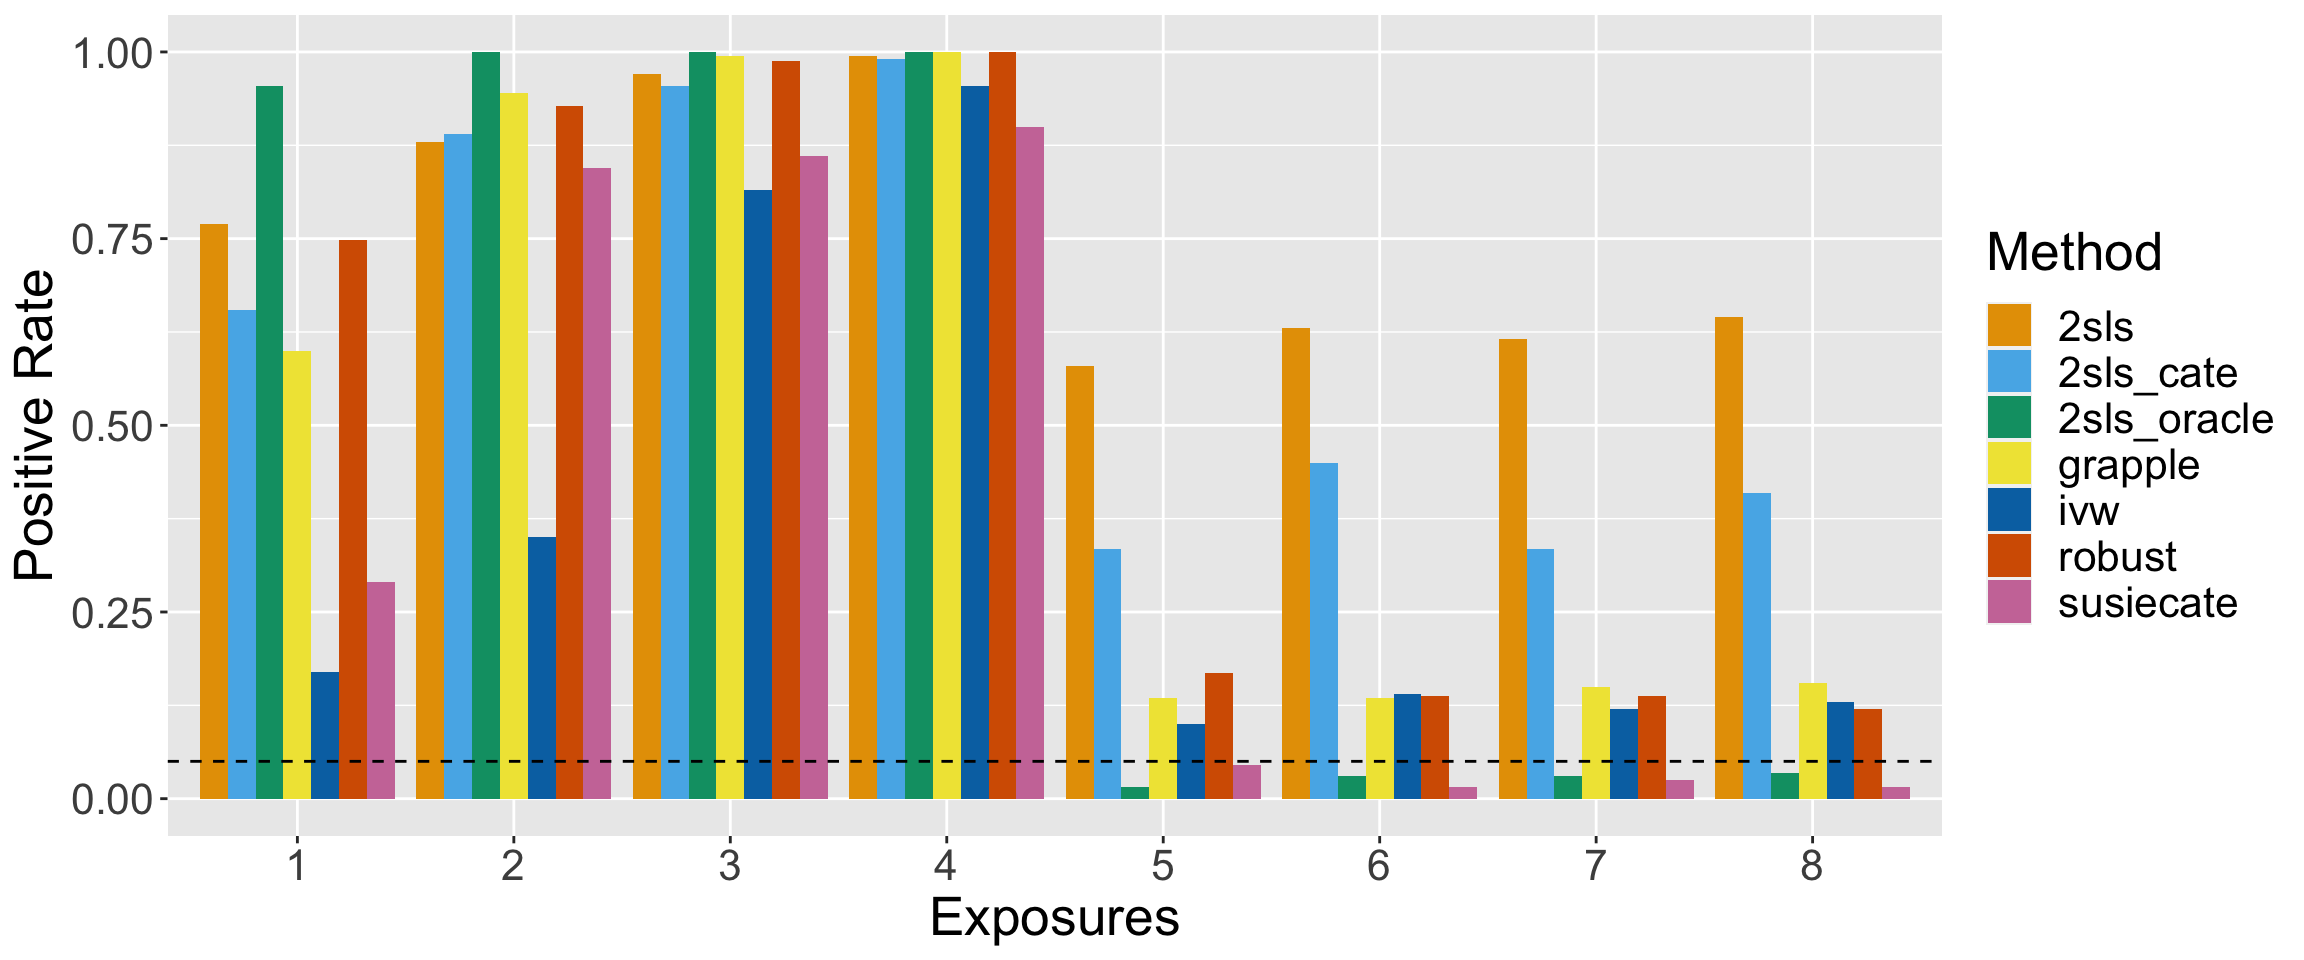 1.00
0.75
0.50
0.25
0.00
Positive Rate
1 2 3 4 5 6 7 8
Exposures
Method
2sls
2sls_cate
2sls_oracle
grapple
ivw
robust
susiecate